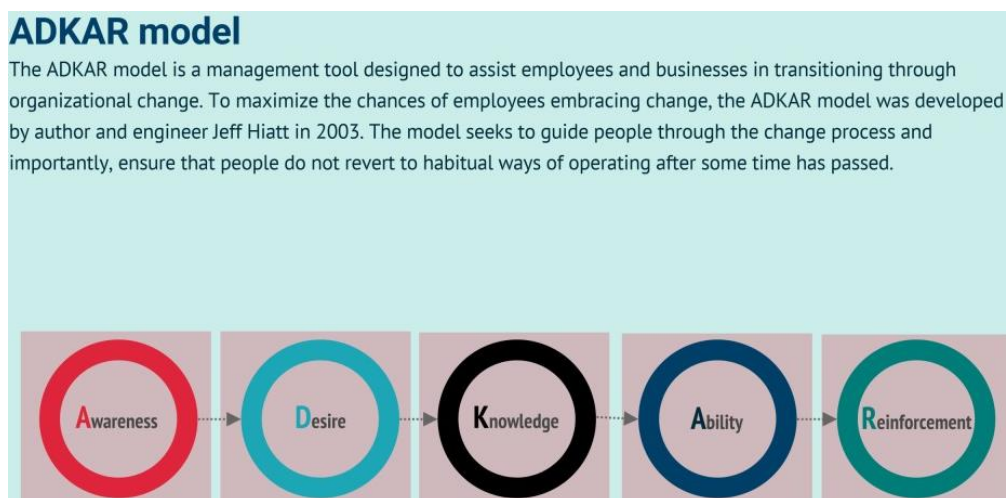 ADKAR model
The ADKAR model is a management tool designed to assist employees and businesses in transitioning through
organizational change. To maximize the chances of employees embracing change, the ADKAR model was developed
by author and engineer Jeff Hiatt in 2003. The model seeks to guide people through the change process and
importantly, ensure that people do not revert to habitual ways of operating after some time has passed.
Awareness
Desire
Knowledge
Ability
Reinforcement